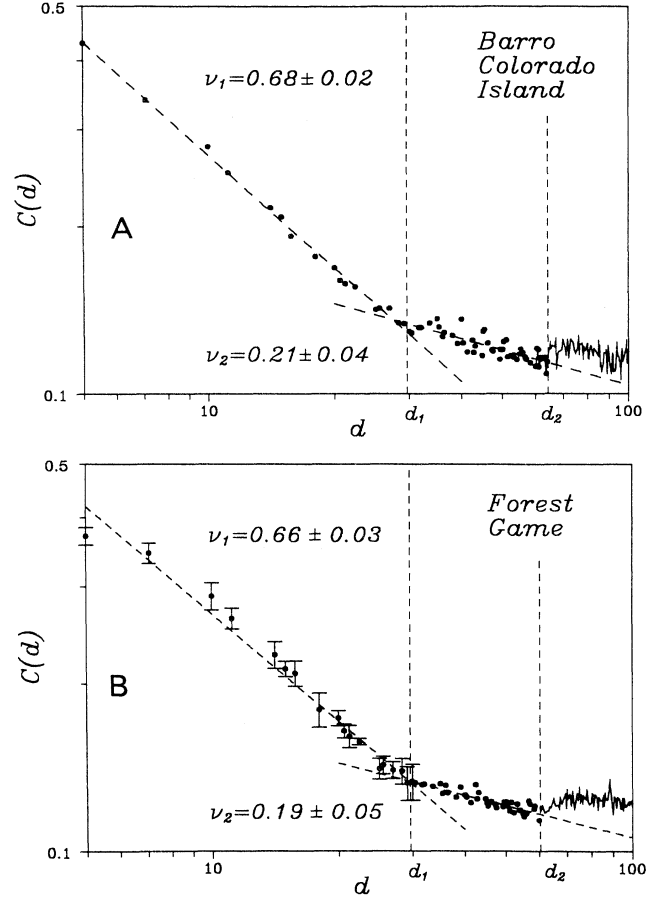 0.5
Barro
Colorado
Island
ν₁=0.68± 0.02
C(d)
A
ν₂=0.21± 0.04
0.1
10
d₁
d₂
100
d
0.5
Forest
Game
ν₁=0.66 ± 0.03
C(d)
B
ν₂=0.19± 0.05
0.1
10
d₁
d₂
100
d